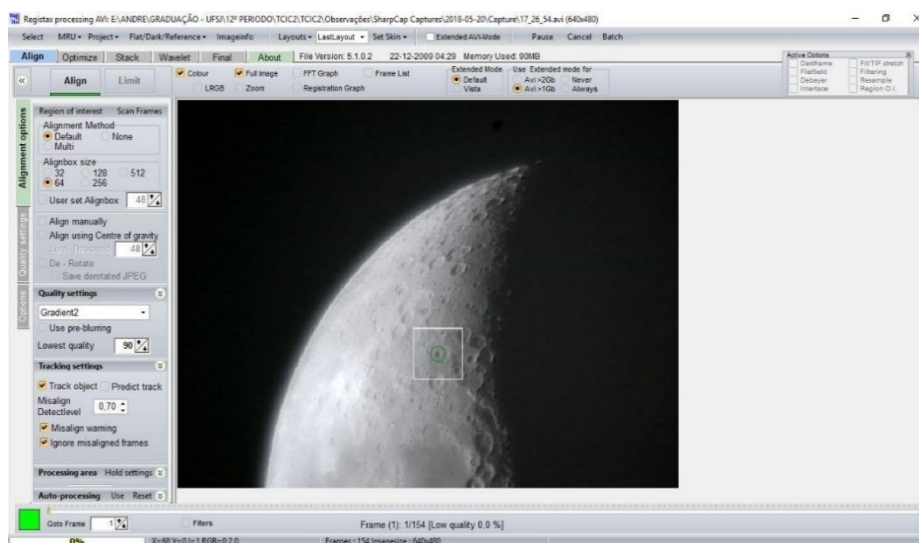 Registax processing AVI: E:\ANDRE\GRADUAÇÃO - UFSJ\12º PERIODO\TCIC2\TCIC2\Observações\SharpCap Captures\2018-05-20\Capture\17_26_54.avi (640x480)
Select MRU Project Flat/Dark/Reference Imageinfo Layouts LastLayout Set Skin Extended AVI-Mode Pause Cancel Batch
Align Optimize Stack Wavelet Final About File Version: 5.1.0.2 22-12-2009 04:29 Memory Used: 90MB
Active Options
Align Limit Colour Full Image FFT Graph Frame List
LRGB Zoom Registration Graph
Extended Mode Use Extended mode for
Default Avi >2Gb Never
Vista Avi >1Gb Always
Darkframe Fit/TIF stretch
Flatfield Filtering
Debayer Resample
Interface Region O.I.
Alignment options
Quality settings
Options
Region of interest Scan Frames
Alignment Method
Default None
Multi
Alignbox size
32 128 512
64 256
User set Alignbox 48
Align manually
Align using Centre of gravity
Lum. Threshold 48
De - Rotate
Save derotated JPEG
Quality settings
Gradient2
Use pre-blurring
Lowest quality 90
Tracking settings
Track object Predict track
Misalign
Detectlevel 0,70
Misalign warning
Ignore misaligned frames
Processing area Hold settings
Auto-processing Use Reset
Goto Frame 1 Filters Frame (1): 1/154 [Low quality 0,0 %]
0% Frames : 154 Imagesize : 640x480